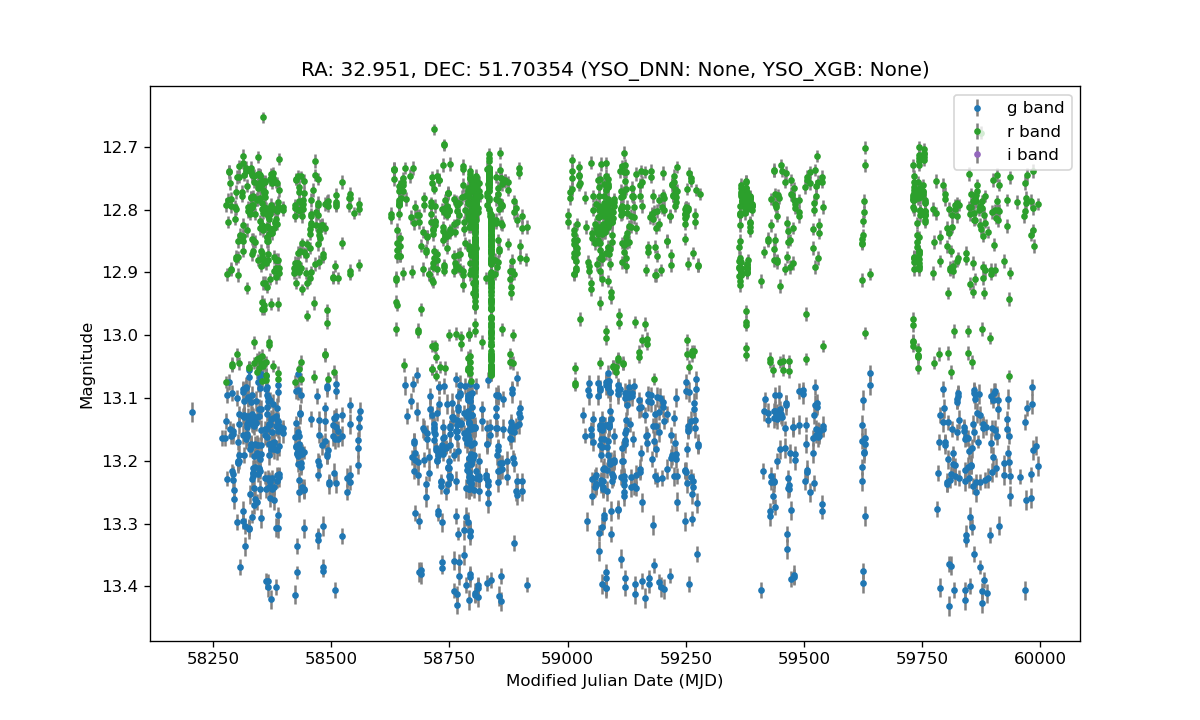 RA: 32.951, DEC: 51.70354 (YSO_DNN: None, YSO_XGB: None)
g band
r band
i band
12.7
12.8
12.9
13.0
13.1
13.2
13.3
13.4
Magnitude
58250 58500 58750 59000 59250 59500 59750 60000
Modified Julian Date (MJD)